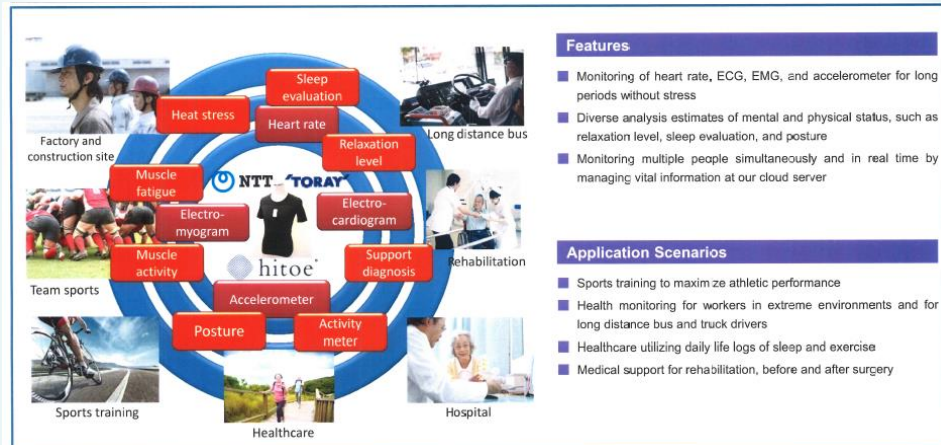 Sleep
evaluation
Heat stress
Heart rate
Factory and
construction site
Long distance bus
Relaxation
level
Muscle
fatigue
NTT "TORAY"
Electro-
myogram
Electro-
cardiogram
hitoe
Muscle
activity
Support
diagnosis
Team sports
Rehabilitation
Accelerometer
Posture
Activity
meter
Sports training
Healthcare
Hospital
Features
Monitoring of heart rate, ECG, EMG, and accelerometer for long
periods without stress
Diverse analysis estimates of mental and physical status, such as
relaxation level, sleep evaluation, and posture
Monitoring multiple people simultaneously and in real time by
managing vital information at our cloud server
Application Scenarios
Sports training to maximize athletic performance
Health monitoring for workers in extreme environments and for
long distance bus and truck drivers
Healthcare utilizing daily life logs of sleep and exercise
Medical support for rehabilitation, before and after surgery